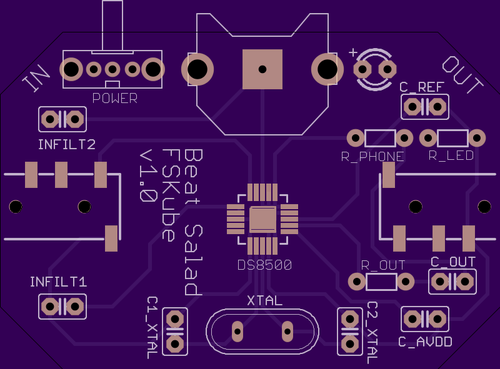 IN
POWER
+
OUT
C_REF
INFILT2
R_PHONE
R_LED
Beat Salad
FSKube
v1.0
DS8500
INFILT1
C1_XTAL
XTAL
C2_XTAL
R_OUT
C_OUT
C_AVDD